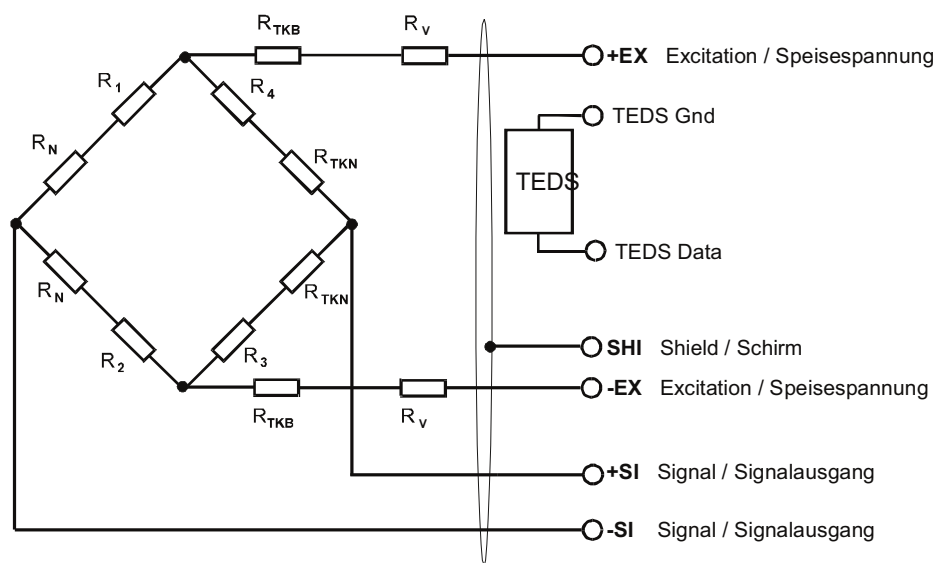 R_TKB
R_V
+EX Excitation / Speisespannung
R_1
R_4
TEDS Gnd
R_N
R_TKN
TEDS
TEDS Data
R_N
R_TKN
SHI Shield / Schirm
R_2
R_3
-EX Excitation / Speisespannung
R_TKB
R_V
+SI Signal / Signalausgang
-SI Signal / Signalausgang